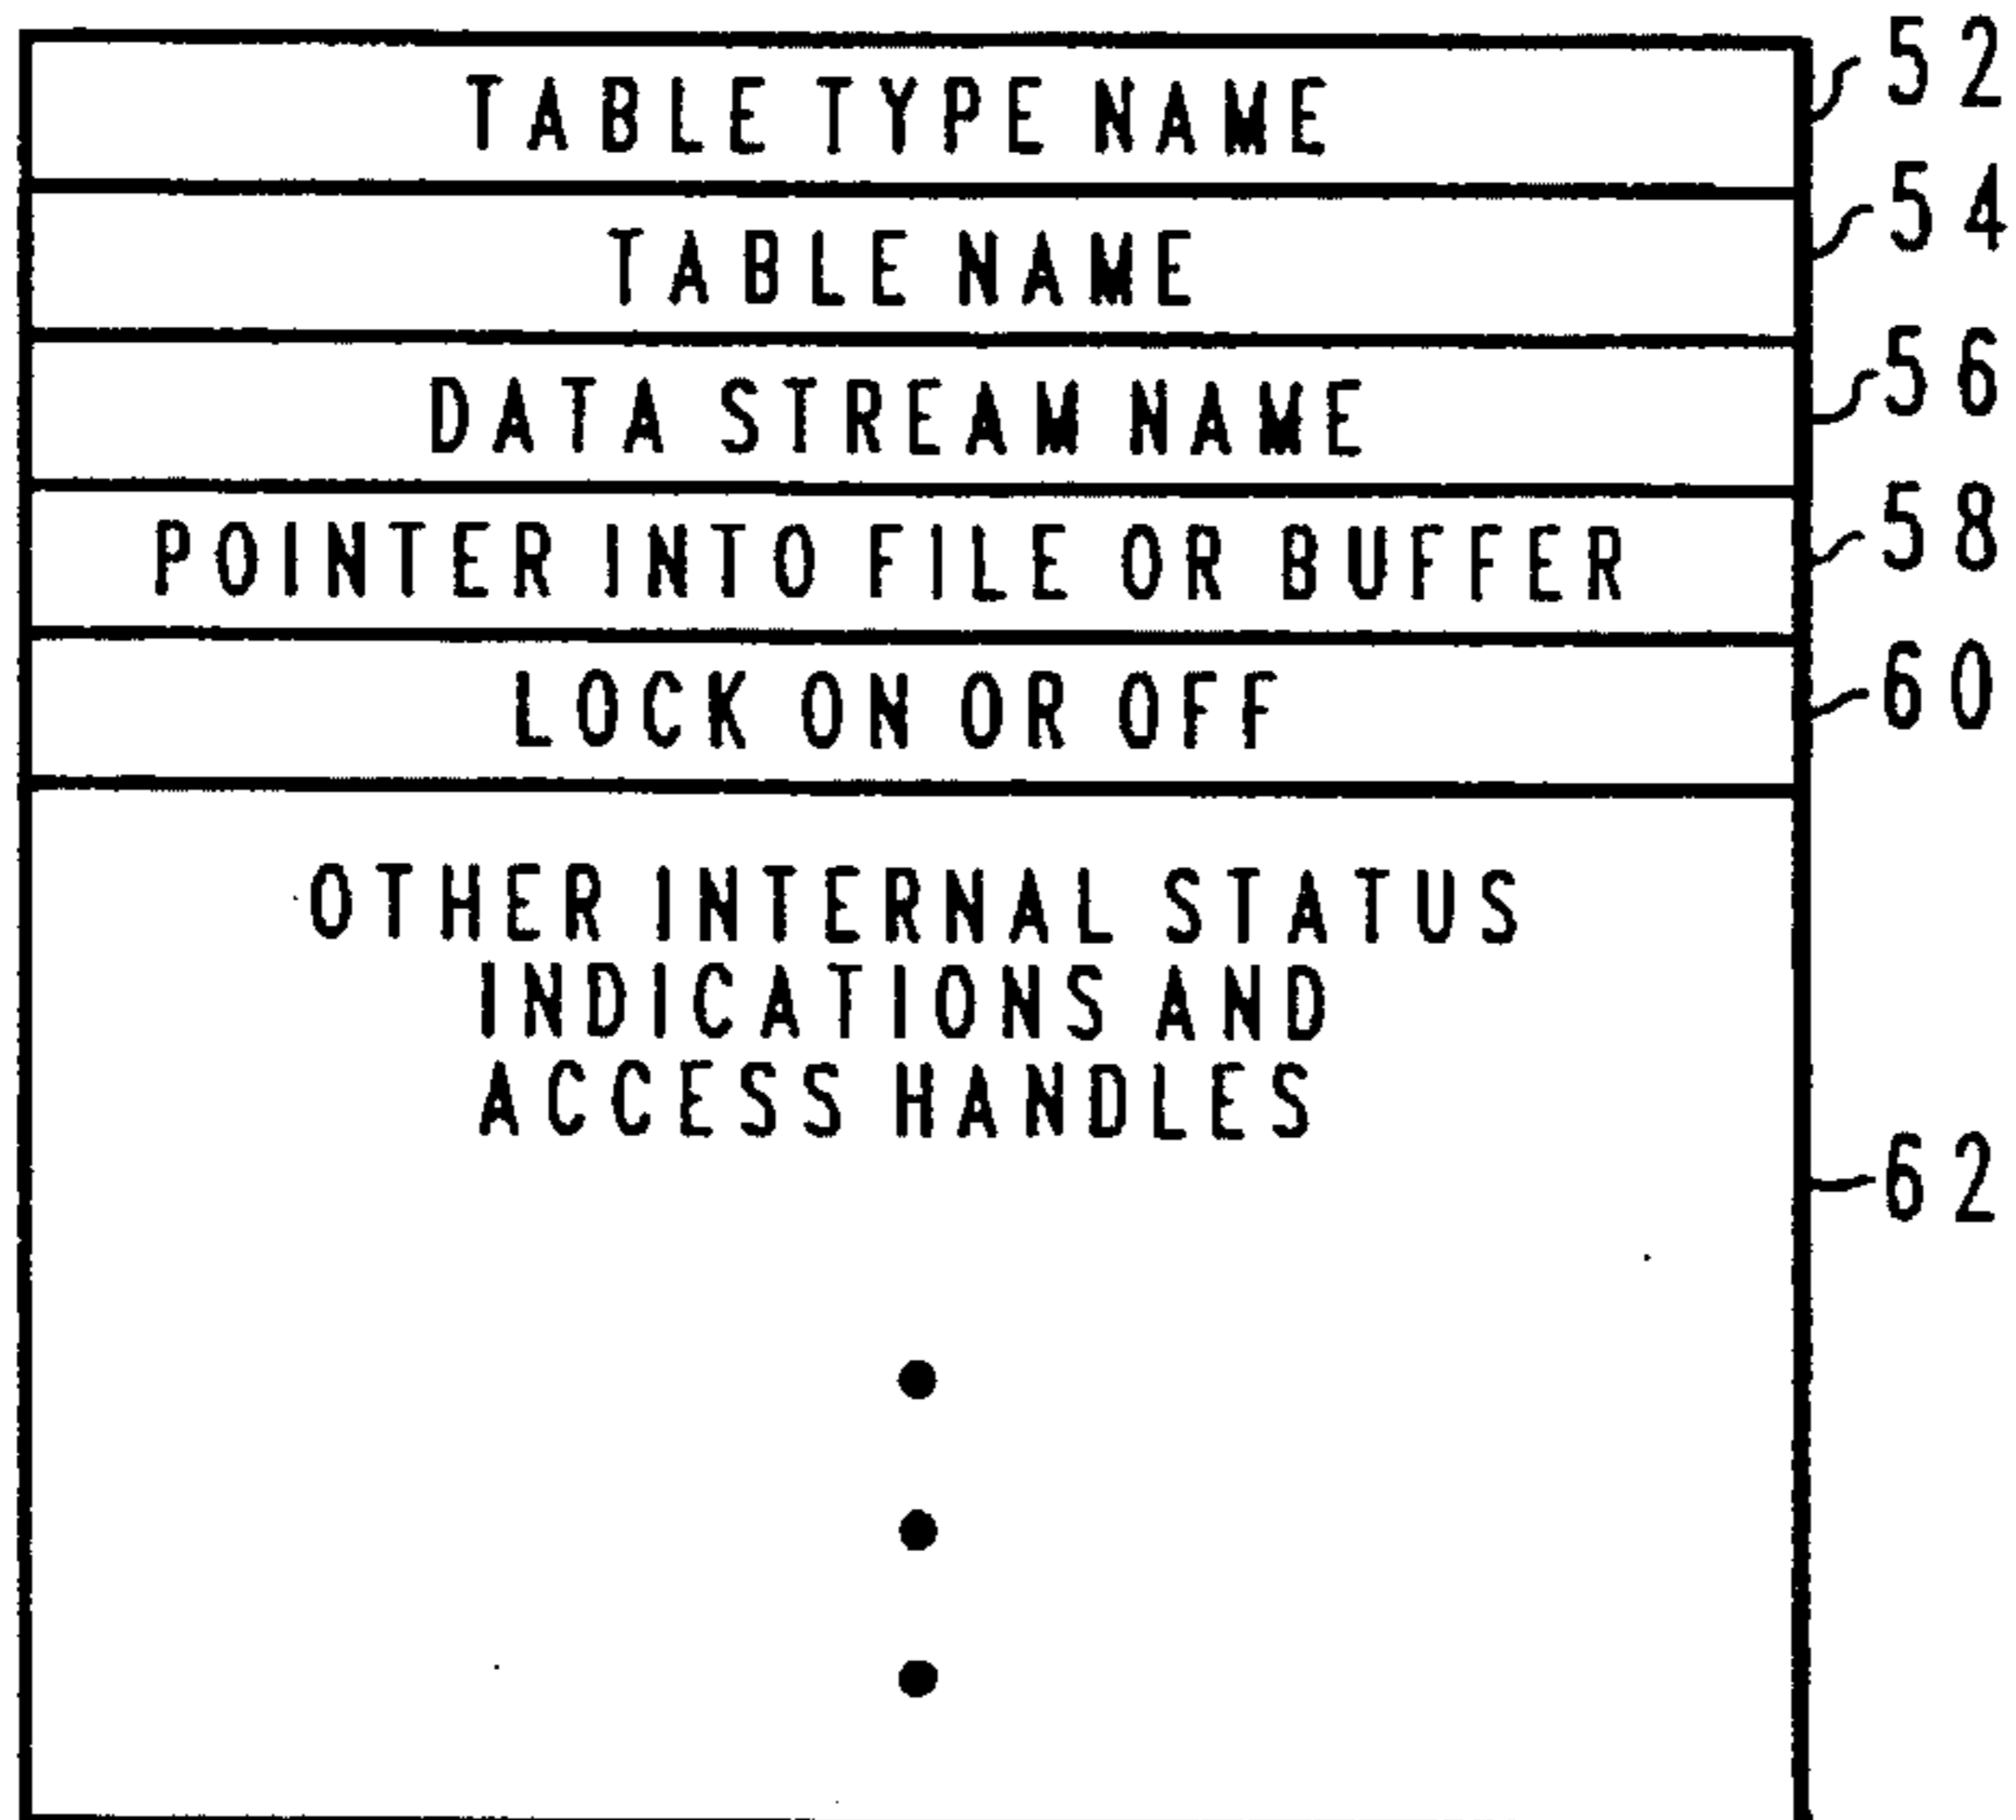 TABLE TYPE NAME 52
TABLE NAME 54
DATA STREAM NAME 56
POINTER INTO FILE OR BUFFER 58
LOCK ON OR OFF 60
OTHER INTERNAL STATUS
INDICATIONS AND
ACCESS HANDLES
62